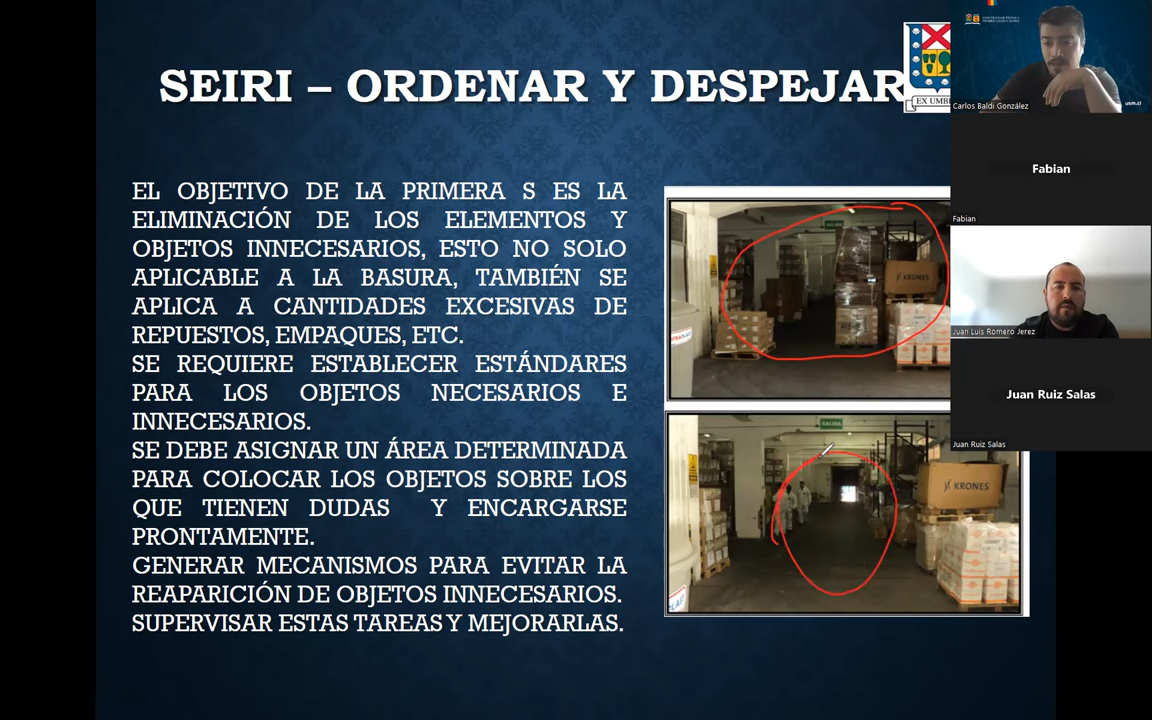 SEIRI – ORDENAR Y DESPEJAR
EX UMB
EL OBJETIVO DE LA PRIMERA S ES LA
ELIMINACIÓN DE LOS ELEMENTOS Y
OBJETOS INNECESARIOS, ESTO NO SOLO
APLICABLE A LA BASURA, TAMBIÉN SE
APLICA A CANTIDADES EXCESIVAS DE
REPUESTOS, EMPAQUES, ETC.
SE REQUIERE ESTABLECER ESTÁNDARES
PARA LOS OBJETOS NECESARIOS E
INNECESARIOS.
SE DEBE ASIGNAR UN ÁREA DETERMINADA
PARA COLOCAR LOS OBJETOS SOBRE LOS
QUE TIENEN DUDAS Y ENCARGARSE
PRONTAMENTE.
GENERAR MECANISMOS PARA EVITAR LA
REAPARICIÓN DE OBJETOS INNECESARIOS.
SUPERVISAR ESTAS TAREAS Y MEJORARLAS.
KRONES
SALIDA
KRONES
Carlos Baldi González
usm.cl
Fabian
Fabian
Juan Luis Romero Jerez
Juan Ruiz Salas
Juan Ruiz Salas